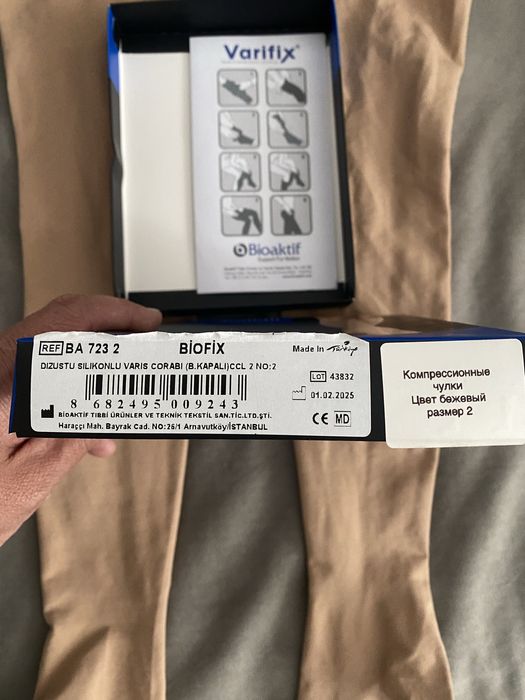 Varifix®
Bioaktif
REF BA 723 2
BİOFİX
Made in Türkiye
DIZUSTU SILIKONLU VARIS CORABI (B.KAPALI)CCL 2 NO:2
LOT 43832
01.02.2025
8 682495 009243
BİOAKTİF TIBBİ ÜRÜNLER VE TEKNİK TEKSTİL SAN.TİC.LTD.ŞTİ.
Haraççı Mah. Bayrak Cad. NO:26/1 Arnavutköy/İSTANBUL
CE MD
Компрессионные
чулки
Цвет бежевый
размер 2